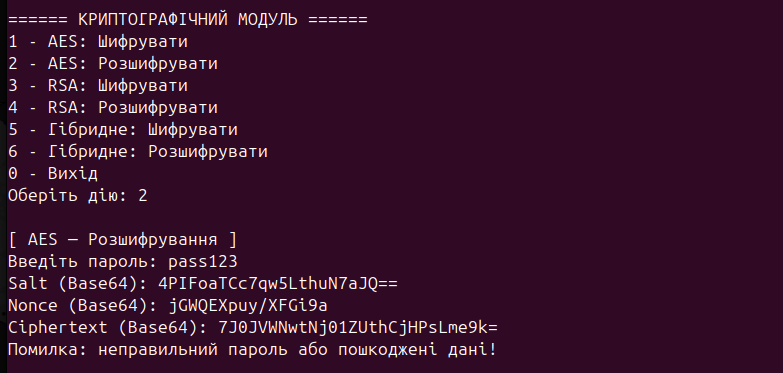 ====== КРИПТОГРАФІЧНИЙ МОДУЛЬ ======
1 - AES: Шифрувати
2 - AES: Розшифрувати
3 - RSA: Шифрувати
4 - RSA: Розшифрувати
5 - Гібридне: Шифрувати
6 - Гібридне: Розшифрувати
0 - Вихід
Оберіть дію: 2

[ AES — Розшифрування ]
Введіть пароль: pass123
Salt (Base64): 4PIFoaTCc7qw5LthuN7aJQ==
Nonce (Base64): jGWQEXpuy/XFGi9a
Ciphertext (Base64): 7J0JVWNwtNj01ZUthCjHPsLme9k=
Помилка: неправильний пароль або пошкоджені дані!